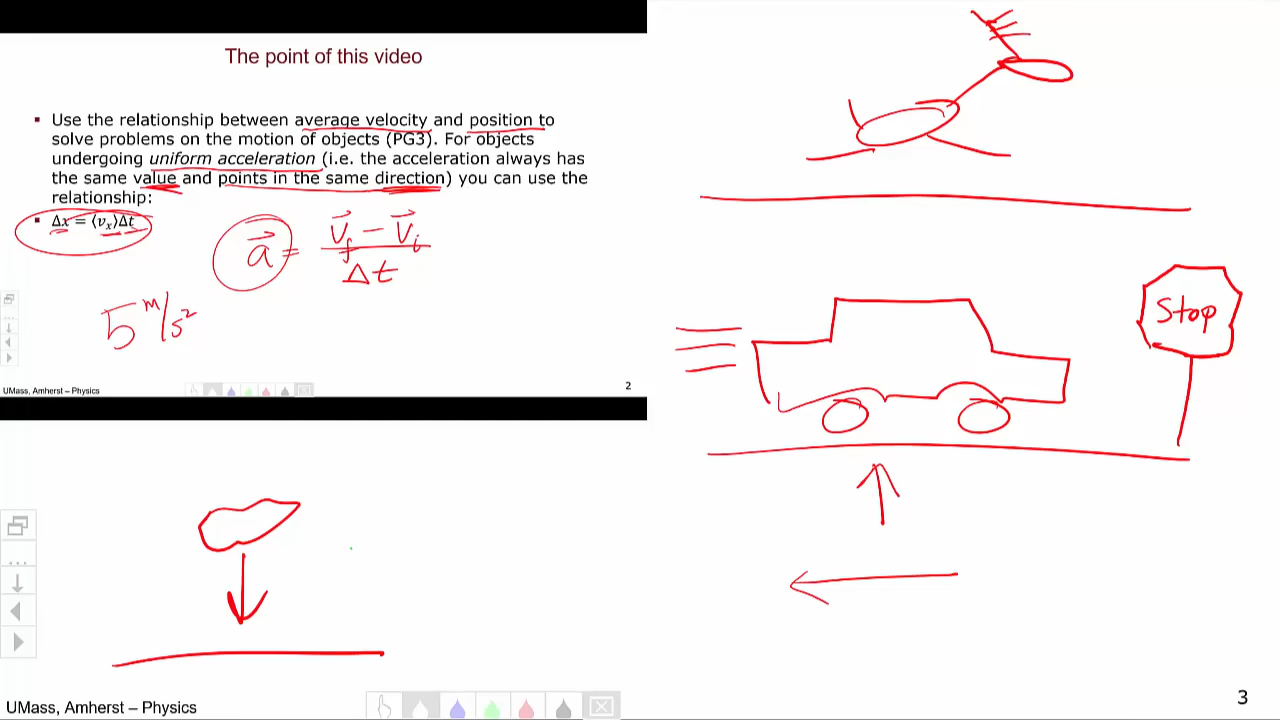 The point of this video
Use the relationship between average velocity and position to
solve problems on the motion of objects (PG3). For objects
undergoing uniform acceleration (i.e. the acceleration always has
the same value and points in the same direction) you can use the
relationship:
Δx = ⟨vₓ⟩Δt
a⃗ = (v⃗f − v⃗i) / Δt
5 m/s²
UMass, Amherst – Physics
2
Stop
UMass, Amherst – Physics
3